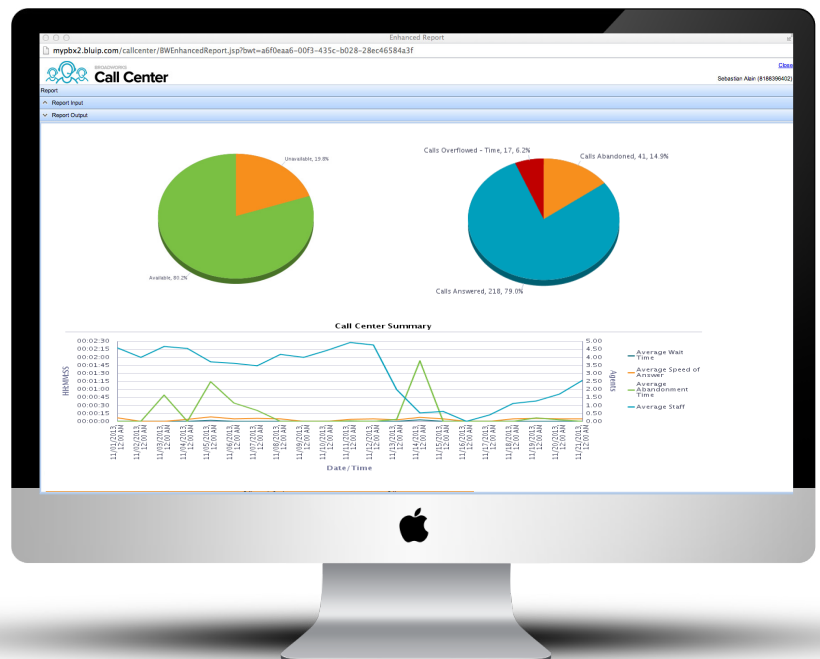 Enhanced Report
mypbx2.bluip.com/callcenter/BWEnhancedReport.jsp?bwt=a6f0eaa6-00f3-435c-b028-28ec46584a3f
Close
BROADWORKS
Call Center
Sebastian Alain (8188396402)
Report
Report Input
Report Output
Unavailable, 19.8%
Available, 80.2%
Calls Overflowed - Time, 17, 6.2%
Calls Abandoned, 41, 14.9%
Calls Answered, 218, 79.0%
Call Center Summary
HH:MM:SS
00:02:30
00:02:15
00:02:00
00:01:45
00:01:30
00:01:15
00:01:00
00:00:45
00:00:30
00:00:15
00:00:00
5.00
4.50
4.00
3.50
3.00
2.50
2.00
1.50
1.00
0.50
0.00
Agents
Average Wait
Time
Average Speed of
Answer
Average
Abandonment
Time
Average Staff
11/01/2013,
12:00 AM
11/02/2013,
12:00 AM
11/03/2013,
12:00 AM
11/04/2013,
12:00 AM
11/05/2013,
12:00 AM
11/06/2013,
12:00 AM
11/07/2013,
12:00 AM
11/08/2013,
12:00 AM
11/09/2013,
12:00 AM
11/10/2013,
12:00 AM
11/11/2013,
12:00 AM
11/12/2013,
12:00 AM
11/13/2013,
12:00 AM
11/14/2013,
12:00 AM
11/15/2013,
12:00 AM
11/16/2013,
12:00 AM
11/17/2013,
12:00 AM
11/18/2013,
12:00 AM
11/19/2013,
12:00 AM
11/20/2013,
12:00 AM
11/21/2013,
12:00 AM
Date/Time